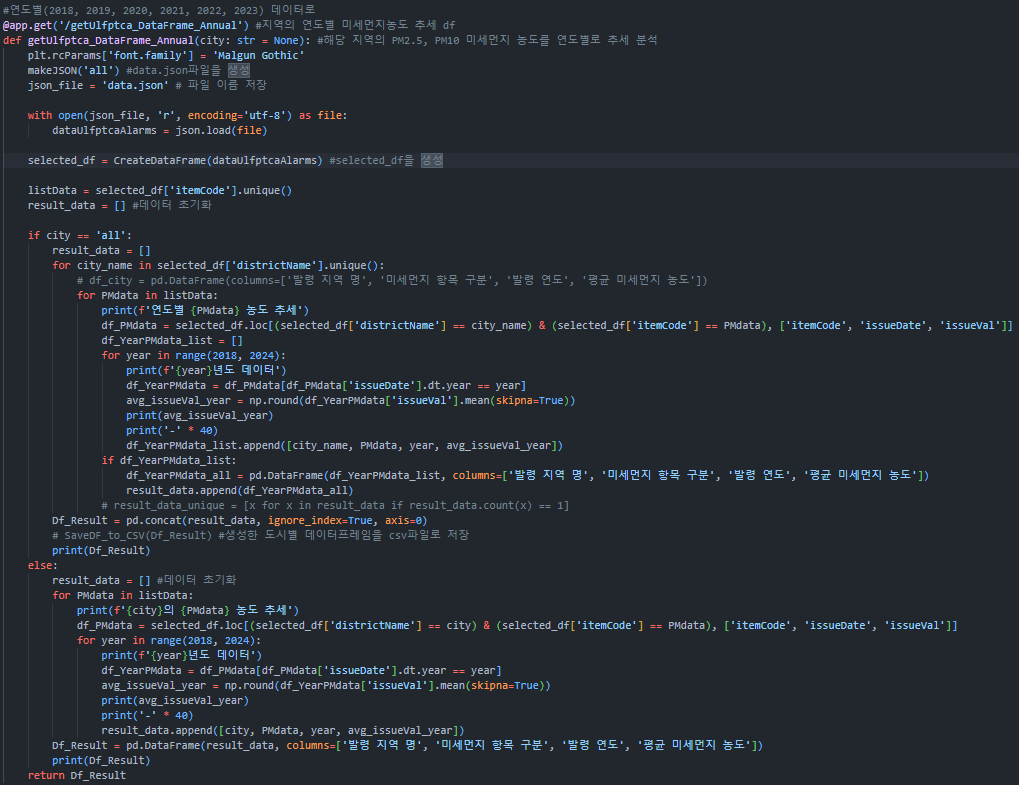 #연도별(2018, 2019, 2020, 2021, 2022, 2023) 데이터로
@app.get('/getUlfptca_DataFrame_Annual') #지역의 연도별 미세먼지농도 추세 df
def getUlfptca_DataFrame_Annual(city: str = None): #해당 지역의 PM2.5, PM10 미세먼지 농도를 연도별로 추세 분석
    plt.rcParams['font.family'] = 'Malgun Gothic'
    makeJSON('all') #data.json파일을 생성
    json_file = 'data.json' # 파일 이름 저장

    with open(json_file, 'r', encoding='utf-8') as file:
        dataUlfptcaAlarms = json.load(file)

    selected_df = CreateDataFrame(dataUlfptcaAlarms) #selected_df을 생성

    listData = selected_df['itemCode'].unique()
    result_data = [] #데이터 초기화

    if city == 'all':
        result_data = []
        for city_name in selected_df['districtName'].unique():
            # df_city = pd.DataFrame(columns=['발령 지역 명', '미세먼지 항목 구분', '발령 연도', '평균 미세먼지 농도'])
            for PMdata in listData:
                print(f'연도별 {PMdata} 농도 추세')
                df_PMdata = selected_df.loc[(selected_df['districtName'] == city_name) & (selected_df['itemCode'] == PMdata), ['itemCode', 'issueDate', 'issueVal']]
                df_YearPMdata_list = []
                for year in range(2018, 2024):
                    print(f'{year}년도 데이터')
                    df_YearPMdata = df_PMdata[df_PMdata['issueDate'].dt.year == year]
                    avg_issueVal_year = np.round(df_YearPMdata['issueVal'].mean(skipna=True))
                    print(avg_issueVal_year)
                    print('-' * 40)
                    df_YearPMdata_list.append([city_name, PMdata, year, avg_issueVal_year])
                if df_YearPMdata_list:
                    df_YearPMdata_all = pd.DataFrame(df_YearPMdata_list, columns=['발령 지역 명', '미세먼지 항목 구분', '발령 연도', '평균 미세먼지 농도'])
                    result_data.append(df_YearPMdata_all)
                # result_data_unique = [x for x in result_data if result_data.count(x) == 1]
        Df_Result = pd.concat(result_data, ignore_index=True, axis=0)
        # SaveDF_to_CSV(Df_Result) #생성한 도시별 데이터프레임을 csv파일로 저장
        print(Df_Result)
    else:
        result_data = [] #데이터 초기화
        for PMdata in listData:
            print(f'{city}의 {PMdata} 농도 추세')
            df_PMdata = selected_df.loc[(selected_df['districtName'] == city) & (selected_df['itemCode'] == PMdata), ['itemCode', 'issueDate', 'issueVal']]
            for year in range(2018, 2024):
                print(f'{year}년도 데이터')
                df_YearPMdata = df_PMdata[df_PMdata['issueDate'].dt.year == year]
                avg_issueVal_year = np.round(df_YearPMdata['issueVal'].mean(skipna=True))
                print(avg_issueVal_year)
                print('-' * 40)
                result_data.append([city, PMdata, year, avg_issueVal_year])
        Df_Result = pd.DataFrame(result_data, columns=['발령 지역 명', '미세먼지 항목 구분', '발령 연도', '평균 미세먼지 농도'])
        print(Df_Result)
    return Df_Result